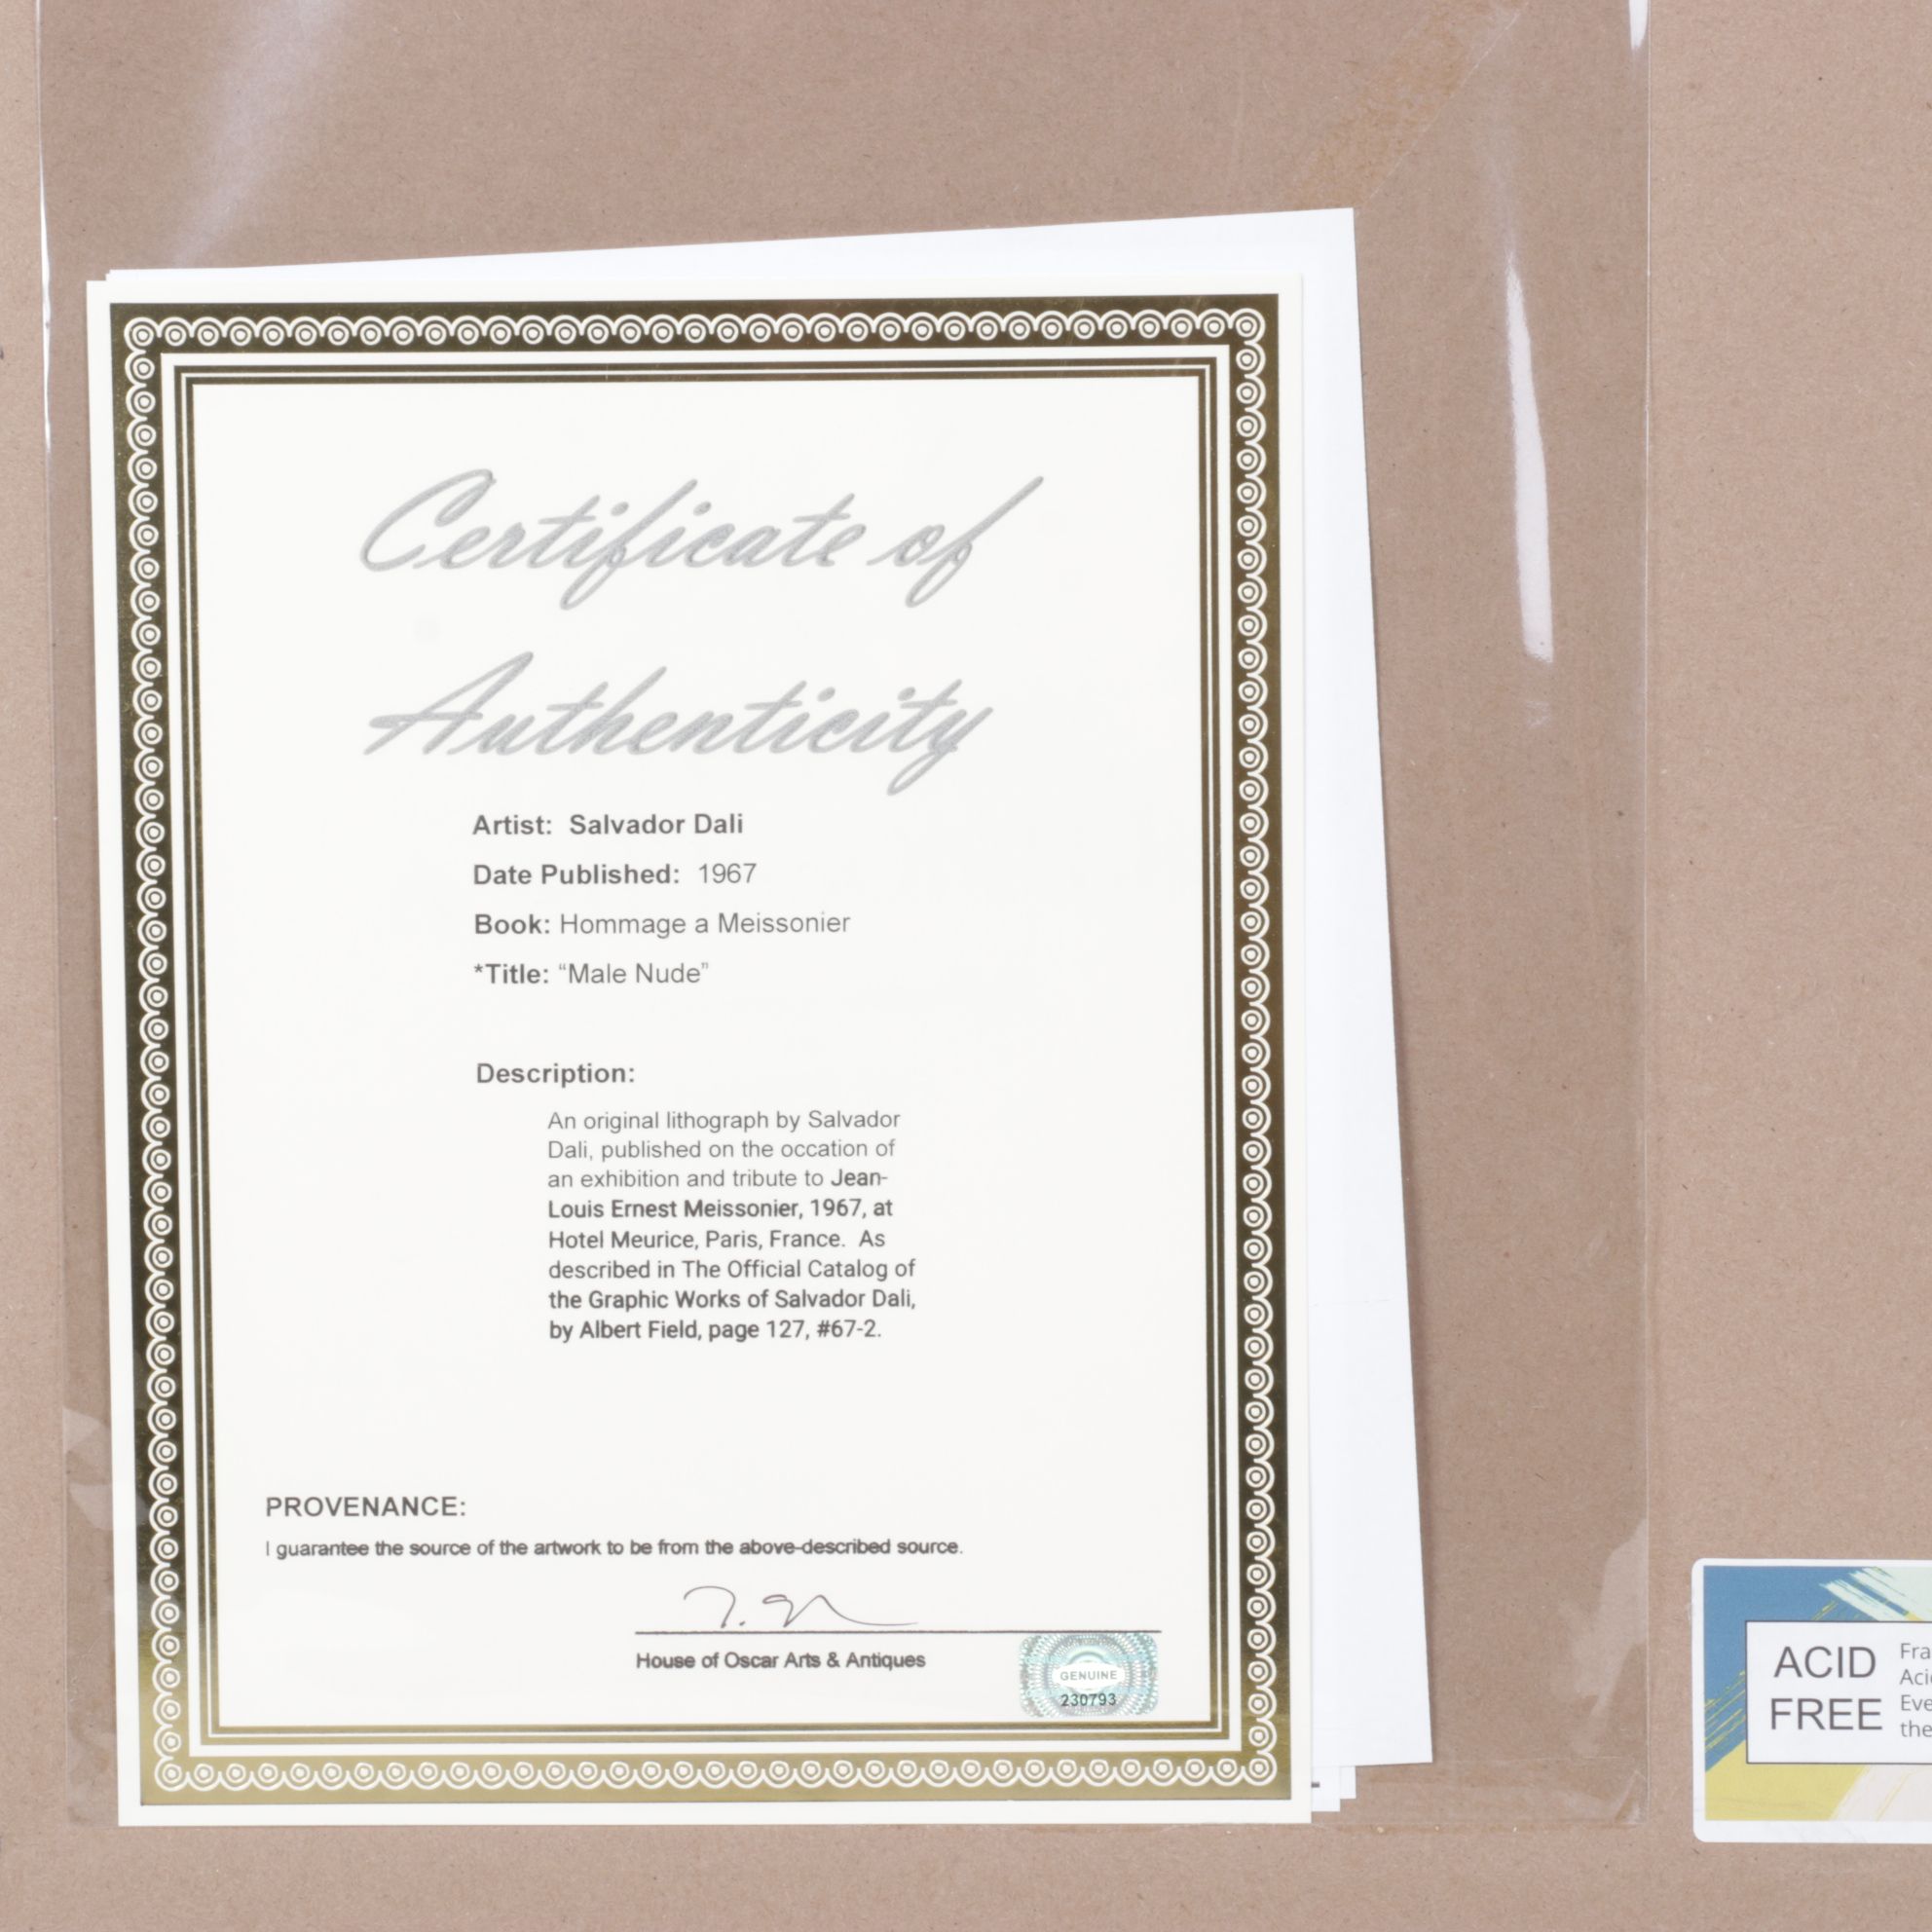 Certificate of
Authenticity
Artist: Salvador Dali
Date Published: 1967
Book: Hommage a Meissonier
*Title: “Male Nude”
Description:
An original lithograph by Salvador
Dali, published on the occation of
an exhibition and tribute to Jean-
Louis Ernest Meissonier, 1967, at
Hotel Meurice, Paris, France. As
described in The Official Catalog of
the Graphic Works of Salvador Dali,
by Albert Field, page 127, #67-2.
PROVENANCE:
I guarantee the source of the artwork to be from the above-described source.
House of Oscar Arts & Antiques
GENUINE
230793
ACID
FREE